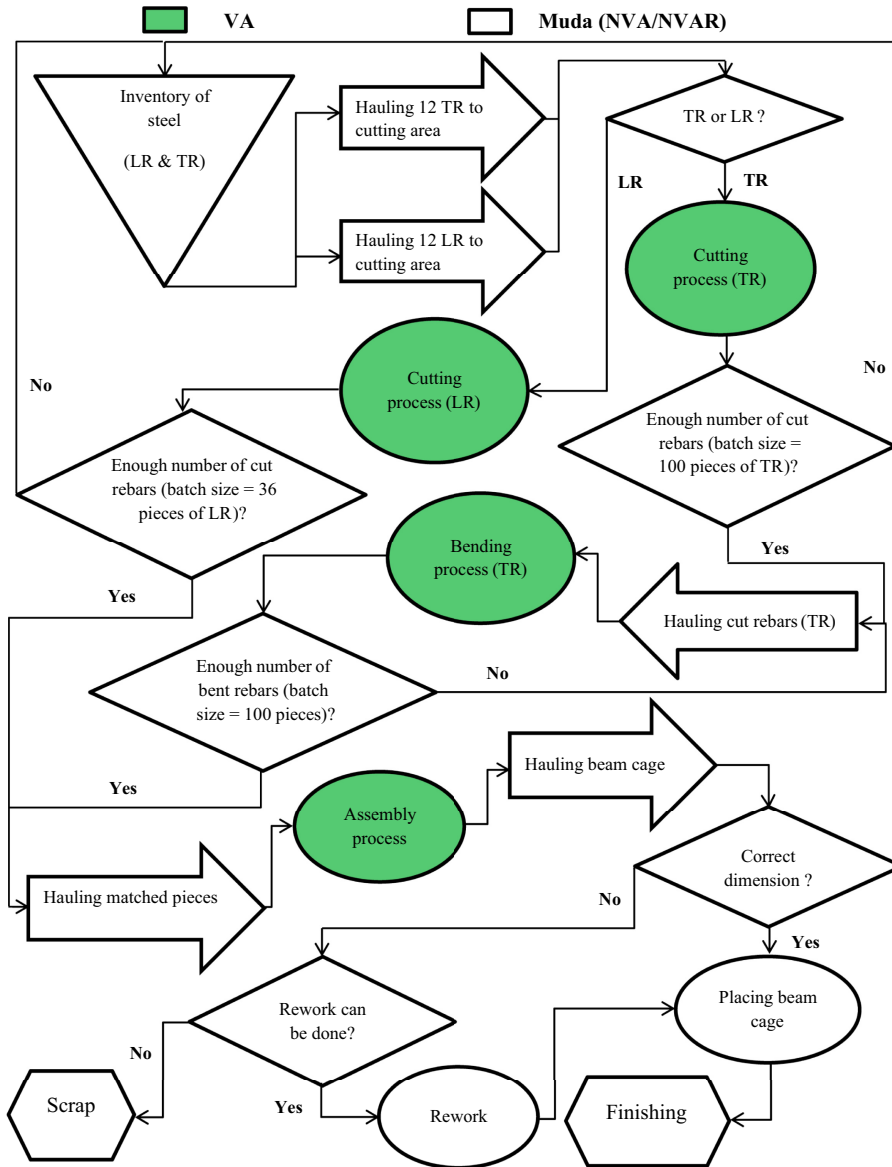 VA
Muda (NVA/NVAR)
Inventory of
steel
(LR & TR)
Hauling 12 TR to
cutting area
TR or LR ?
LR
TR
Hauling 12 LR to
cutting area
Cutting
process (TR)
No
Cutting
process (LR)
No
Enough number of cut
rebars (batch size =
100 pieces of TR)?
Enough number of cut
rebars (batch size = 36
pieces of LR)?
Yes
Bending
process (TR)
Yes
Hauling cut rebars (TR)
Enough number of
bent rebars (batch
size = 100 pieces)?
No
Yes
Hauling beam cage
Assembly
process
Correct
dimension ?
Hauling matched pieces
No
Yes
Rework can
be done?
Placing beam
cage
No
Scrap
Yes
Rework
Finishing